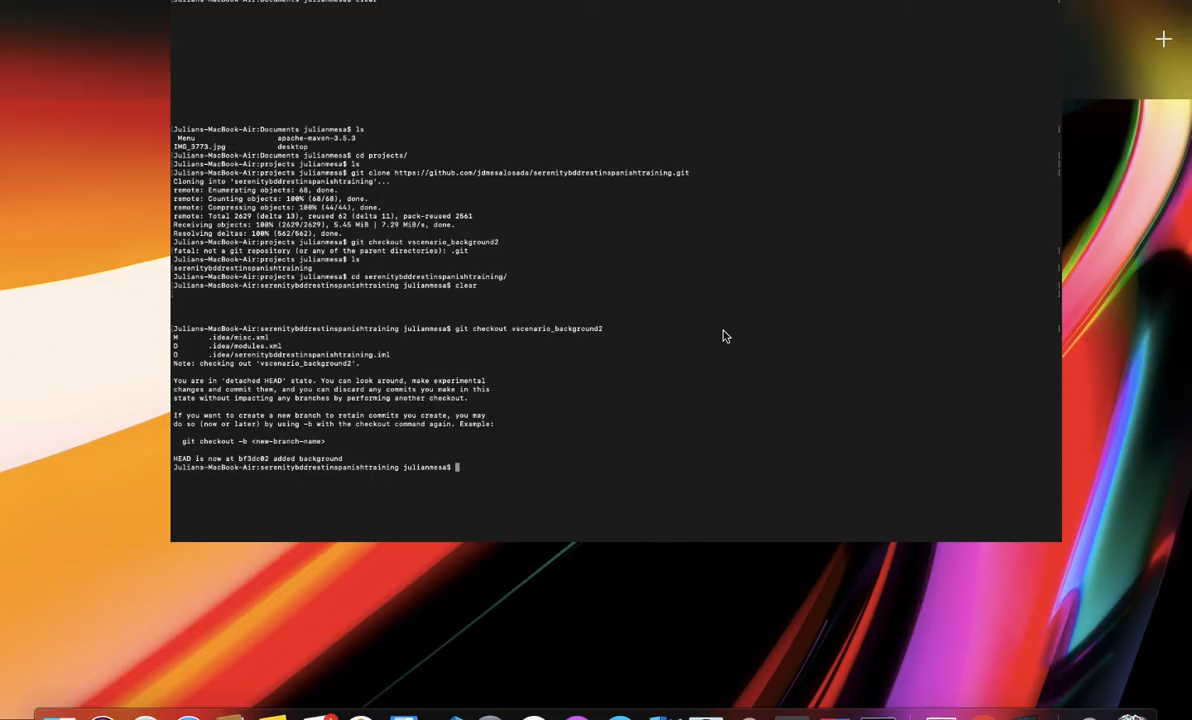 clear
Julians-MacBook-Air:Documents julianmesa$ ls
Menu apache-maven-3.5.3
IMG_3773.jpg desktop
Julians-MacBook-Air:Documents julianmesa$ cd projects/
Julians-MacBook-Air:projects julianmesa$ ls
Julians-MacBook-Air:projects julianmesa$ git clone https://github.com/jdmesalosada/serenitybddrestinspanishtraining.git
Cloning into 'serenitybddrestinspanishtraining'...
remote: Enumerating objects: 68, done.
remote: Counting objects: 100% (68/68), done.
remote: Compressing objects: 100% (44/44), done.
remote: Total 2629 (delta 13), reused 62 (delta 11), pack-reused 2561
Receiving objects: 100% (2629/2629), 5.45 MiB | 7.29 MiB/s, done.
Resolving deltas: 100% (562/562), done.
Julians-MacBook-Air:projects julianmesa$ git checkout vscenario_background2
fatal: not a git repository (or any of the parent directories): .git
Julians-MacBook-Air:projects julianmesa$ ls
serenitybddrestinspanishtraining
Julians-MacBook-Air:projects julianmesa$ cd serenitybddrestinspanishtraining/
Julians-MacBook-Air:serenitybddrestinspanishtraining julianmesa$ clear
Julians-MacBook-Air:serenitybddrestinspanishtraining julianmesa$ git checkout vscenario_background2
M .idea/misc.xml
D .idea/modules.xml
D .idea/serenitybddrestinspanishtraining.iml
Note: checking out 'vscenario_background2'.
You are in 'detached HEAD' state. You can look around, make experimental
changes and commit them, and you can discard any commits you make in this
state without impacting any branches by performing another checkout.
If you want to create a new branch to retain commits you create, you may
do so (now or later) by using -b with the checkout command again. Example:
git checkout -b <new-branch-name>
HEAD is now at bf3dc02 added background
Julians-MacBook-Air:serenitybddrestinspanishtraining julianmesa$